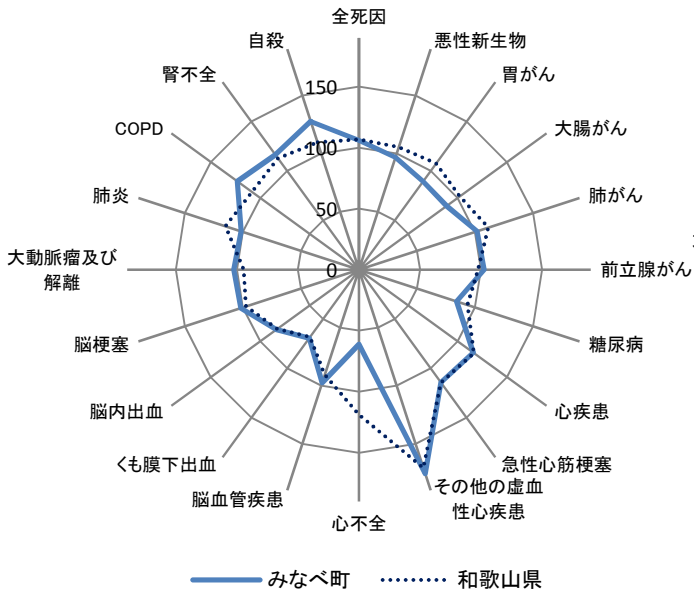 全死因
自殺
悪性新生物
腎不全
胃がん
150
COPD
大腸がん
100
肺炎
肺がん
50
大動脈瘤及び
解離
0
前立腺がん
脳梗塞
糖尿病
脳内出血
心疾患
くも膜下出血
急性心筋梗塞
脳血管疾患
その他の虚血
性心疾患
心不全
みなべ町
和歌山県